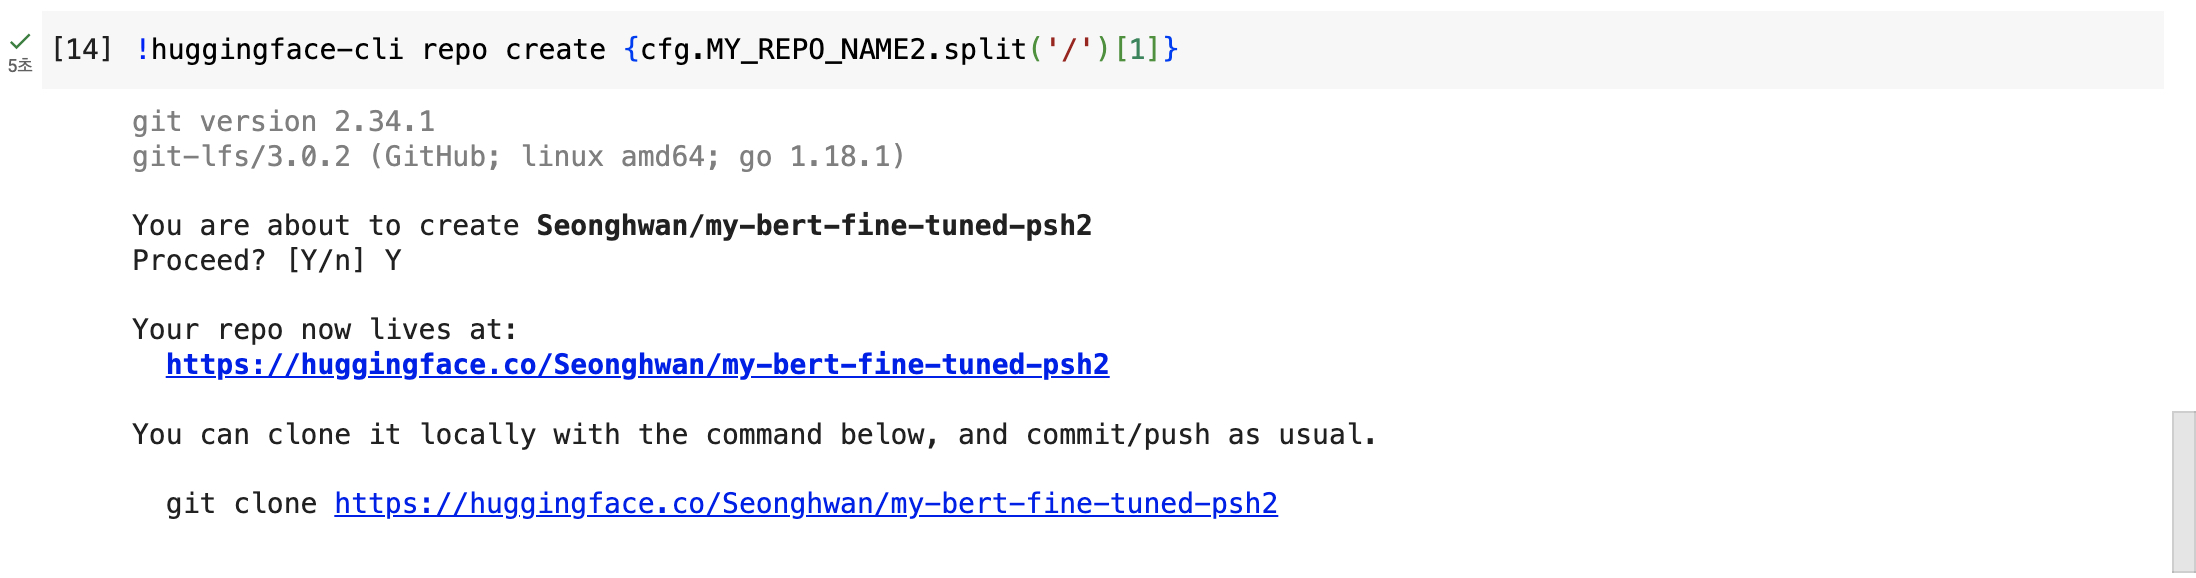 [14] !huggingface-cli repo create {cfg.MY_REPO_NAME2.split('/')[1]}
5초
git version 2.34.1
git-lfs/3.0.2 (GitHub; linux amd64; go 1.18.1)
You are about to create Seonghwan/my-bert-fine-tuned-psh2
Proceed? [Y/n] Y
Your repo now lives at:
https://huggingface.co/Seonghwan/my-bert-fine-tuned-psh2
You can clone it locally with the command below, and commit/push as usual.
git clone https://huggingface.co/Seonghwan/my-bert-fine-tuned-psh2